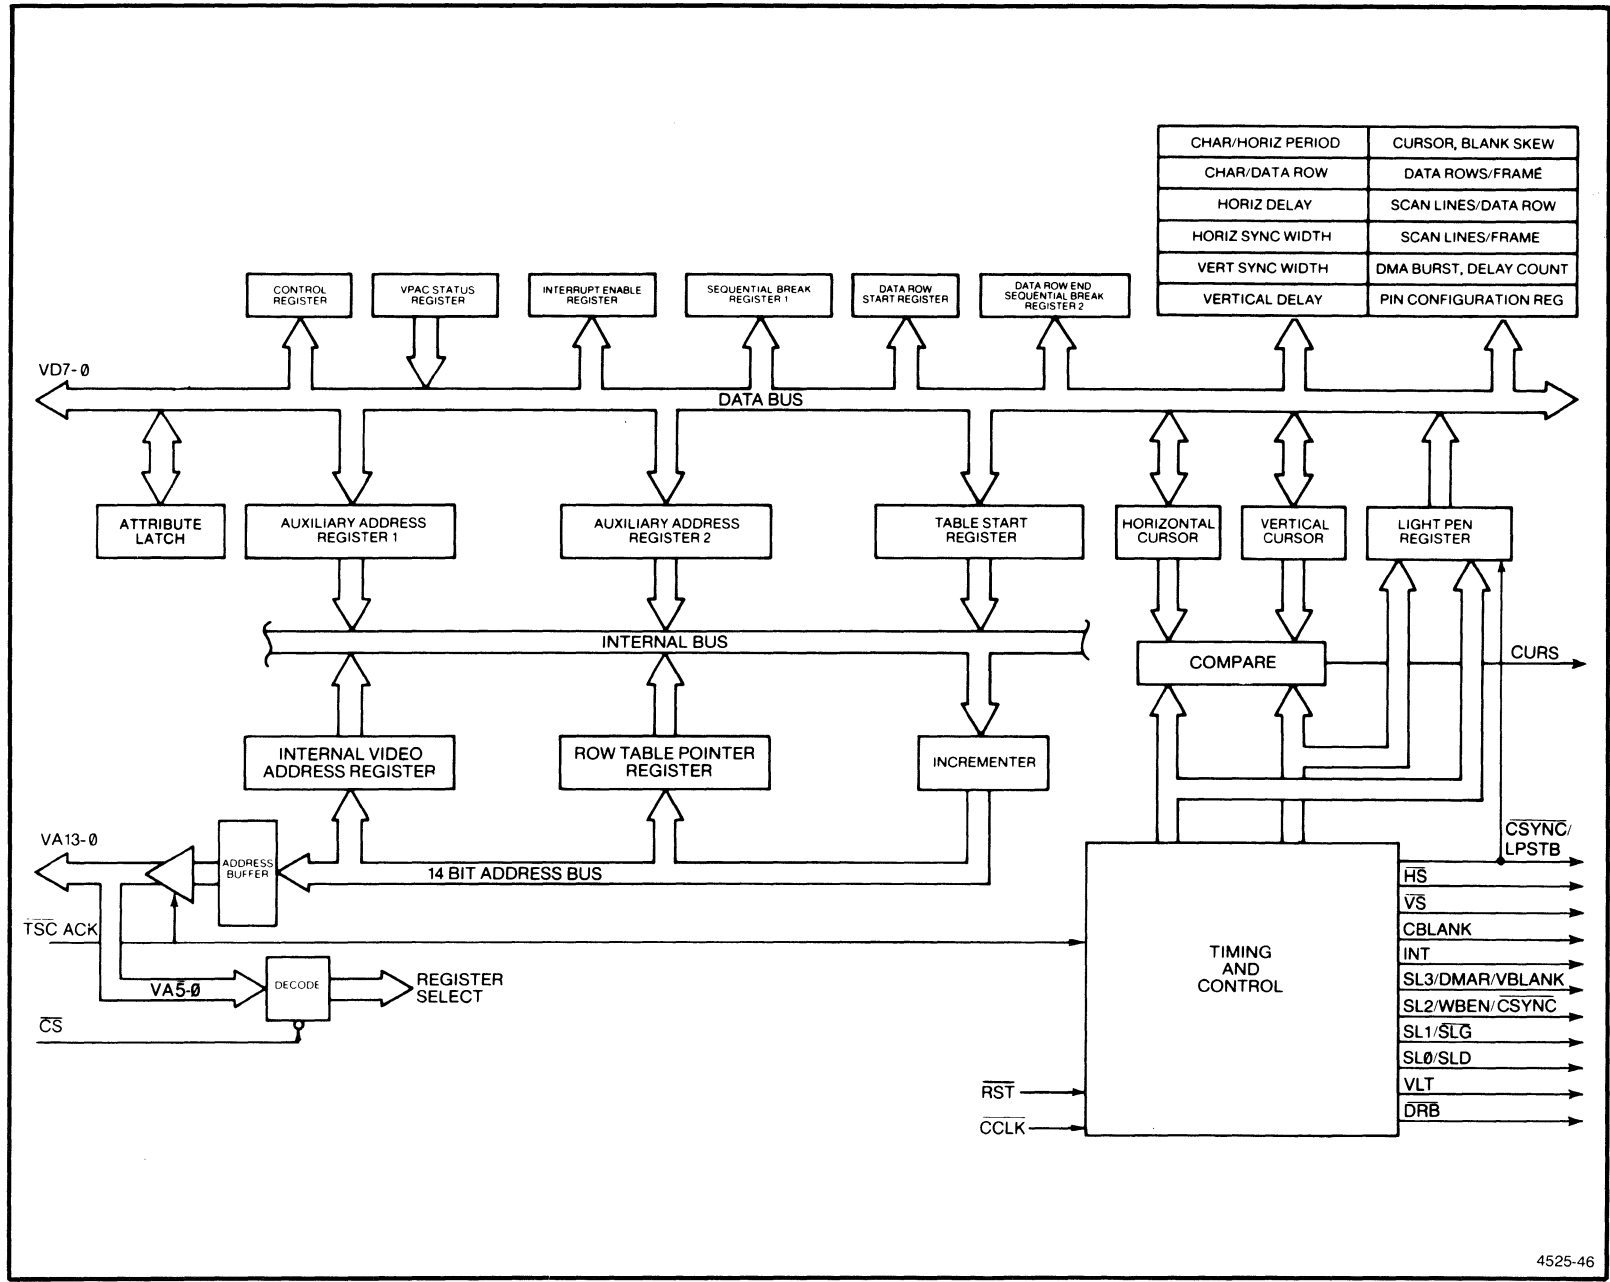 CHAR/HORIZ PERIOD
CURSOR, BLANK SKEW
CHAR/DATA ROW
DATA ROWS/FRAME
HORIZ DELAY
SCAN LINES/DATA ROW
HORIZ SYNC WIDTH
SCAN LINES/FRAME
VERT SYNC WIDTH
DMA BURST, DELAY COUNT
VERTICAL DELAY
PIN CONFIGURATION REG
CONTROL
REGISTER
VPAC STATUS
REGISTER
INTERRUPT ENABLE
REGISTER
SEQUENTIAL BREAK
REGISTER 1
DATA ROW
START REGISTER
DATA ROW END
SEQUENTIAL BREAK
REGISTER 2
VD7-0
DATA BUS
ATTRIBUTE
LATCH
AUXILIARY ADDRESS
REGISTER 1
AUXILIARY ADDRESS
REGISTER 2
TABLE START
REGISTER
HORIZONTAL
CURSOR
VERTICAL
CURSOR
LIGHT PEN
REGISTER
INTERNAL BUS
COMPARE
CURS
INTERNAL VIDEO
ADDRESS REGISTER
ROW TABLE POINTER
REGISTER
INCREMENTER
VA13-0
ADDRESS
BUFFER
14 BIT ADDRESS BUS
TSC ACK
VA5-0
DECODE
REGISTER
SELECT
CS
RST
CCLK
TIMING
AND
CONTROL
CSYNC/
LPSTB
HS
VS
CBLANK
INT
SL3/DMAR/VBLANK
SL2/WBEN/CSYNC
SL1/SLG
SL0/SLD
VLT
DRB
4525-46